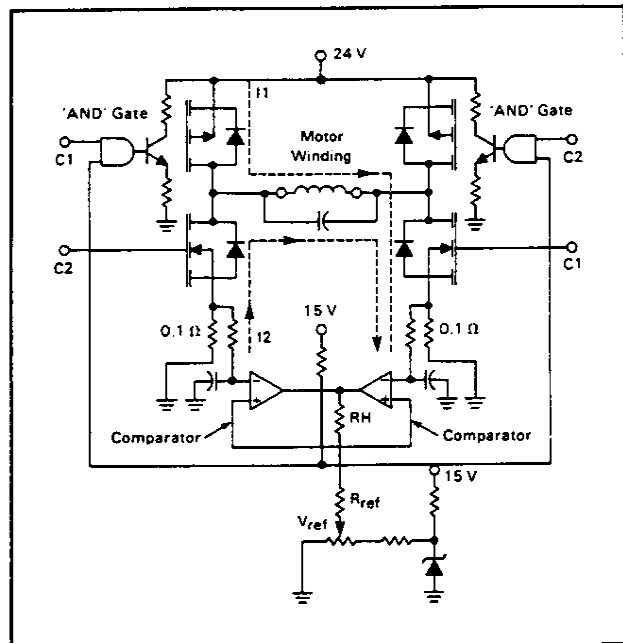 24 V
'AND' Gate
I1
'AND' Gate
Motor
Winding
C1
C2
C2
C1
15 V
0.1 Ω
I2
0.1 Ω
RH
Comparator
Comparator
15 V
Rref
Vref